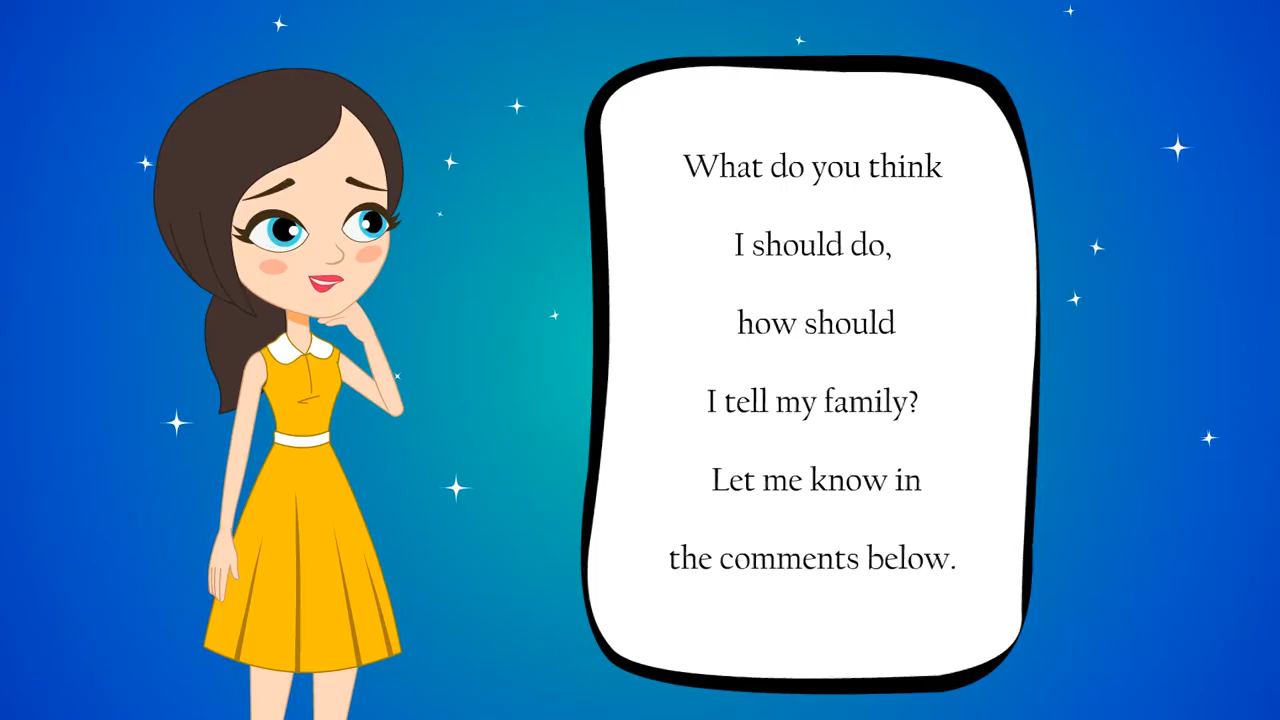 What do you think
I should do,
how should
I tell my family?
Let me know in
the comments below.